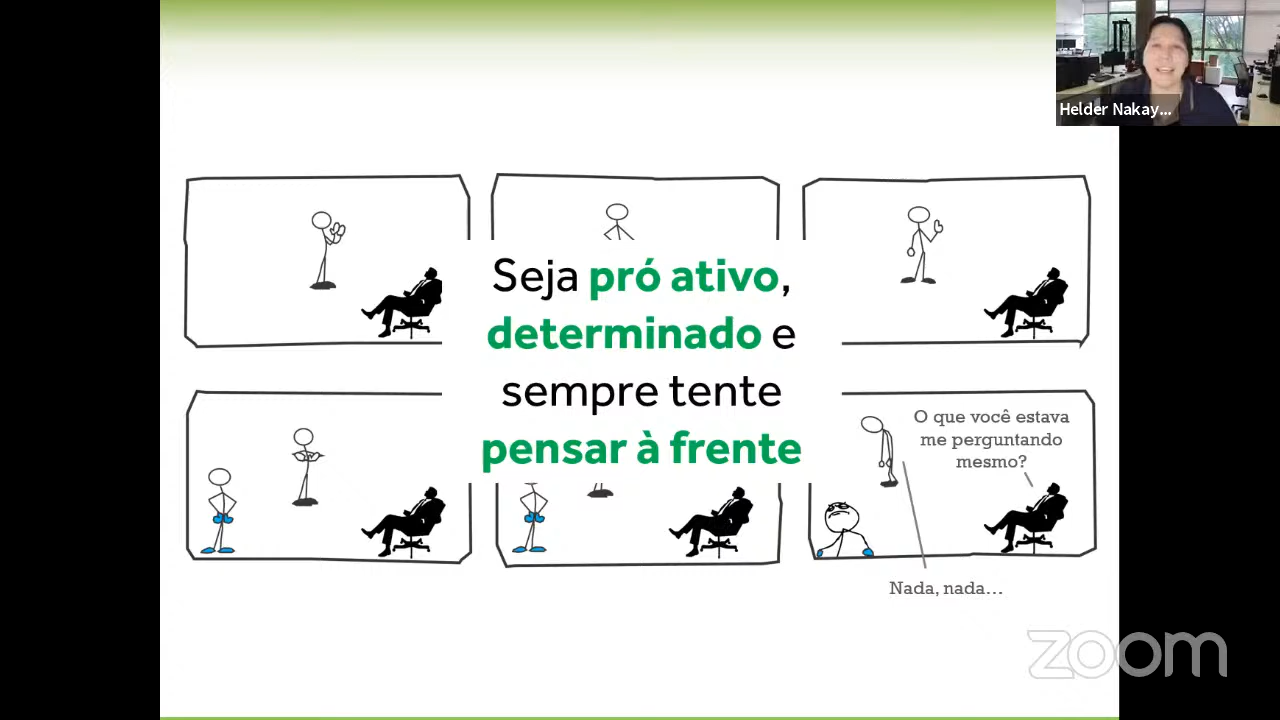 Helder Nakay...
Seja pró ativo,
determinado e
sempre tente
pensar à frente
O que você estava
me perguntando
mesmo?
Nada, nada...
zoom